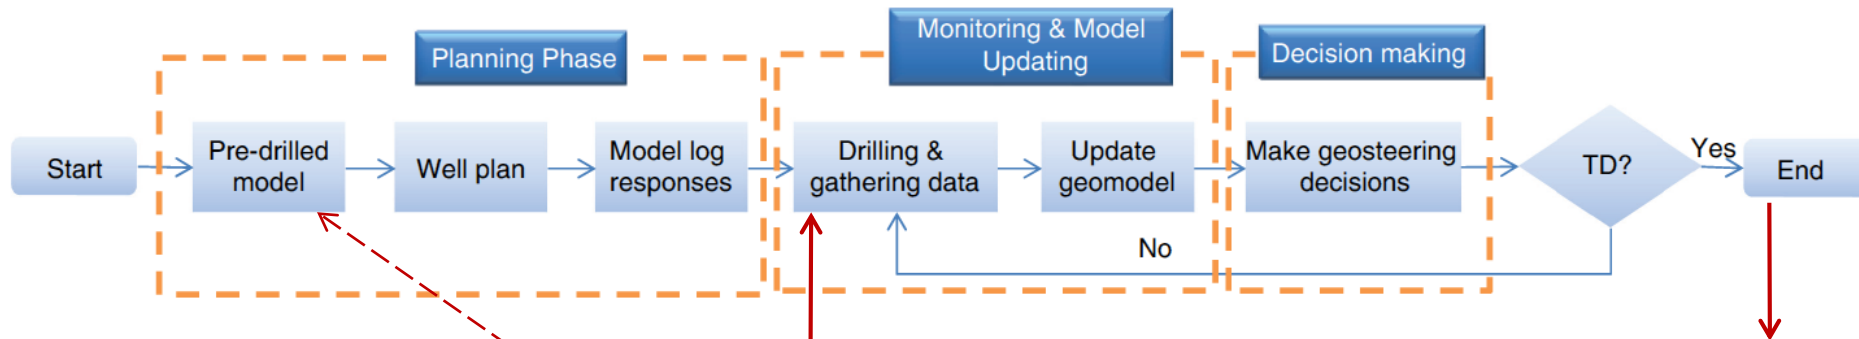 Planning Phase
Monitoring & Model
Updating
Decision making
Start
Pre-drilled
model
Well plan
Model log
responses
Drilling &
gathering data
Update
geomodel
Make geosteering
decisions
TD?
Yes
End
No